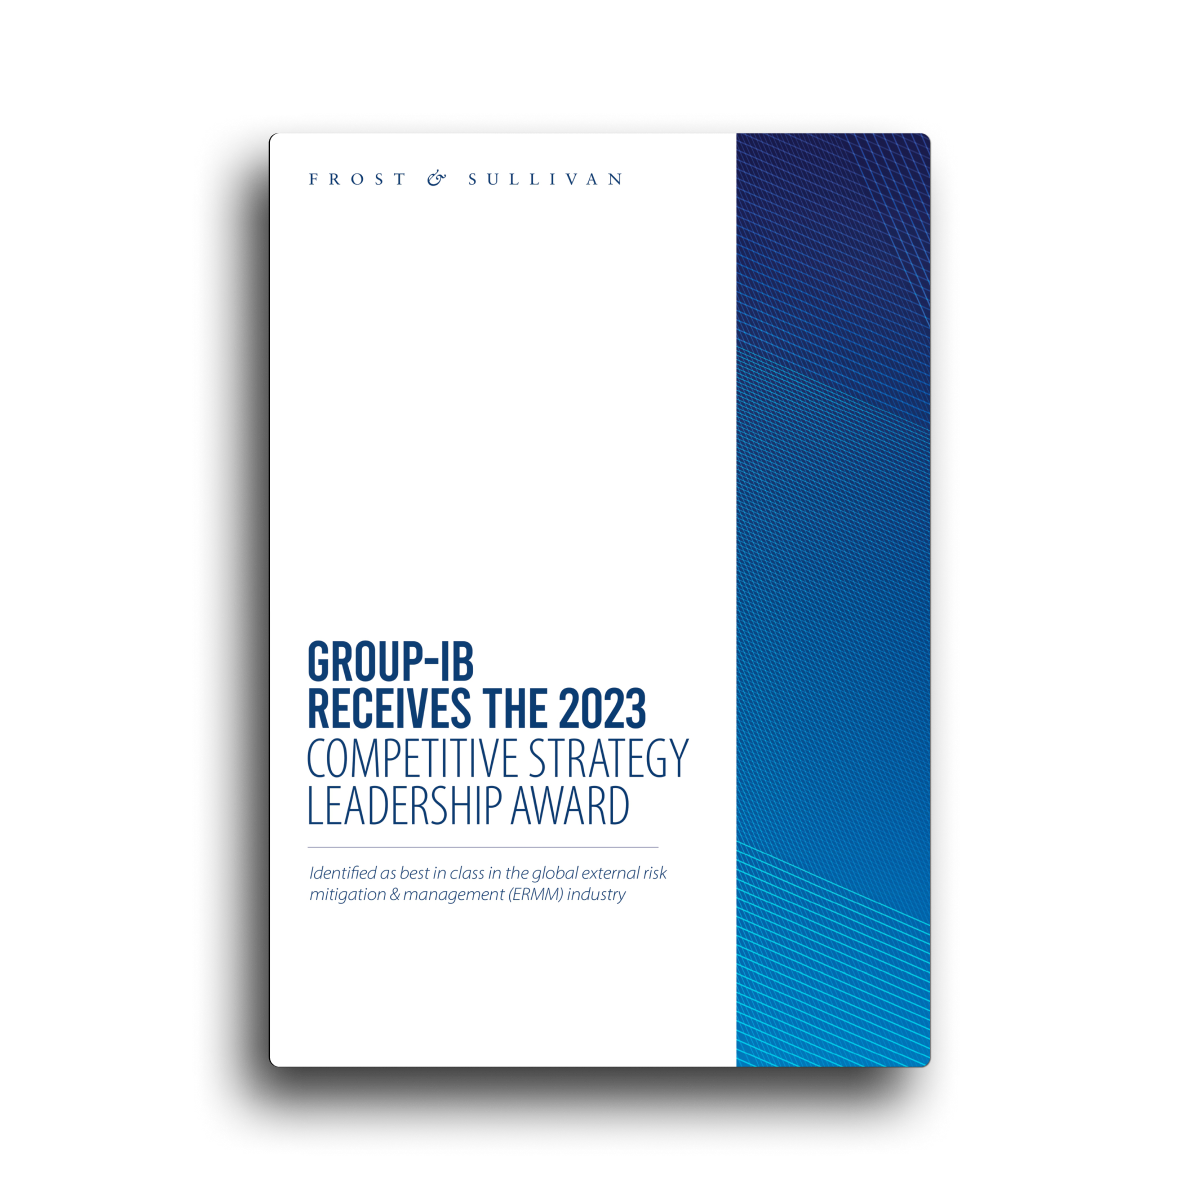 FROST & SULLIVAN
GROUP-IB
RECEIVES THE 2023
COMPETITIVE STRATEGY
LEADERSHIP AWARD
Identified as best in class in the global external risk
mitigation & management (ERMM) industry